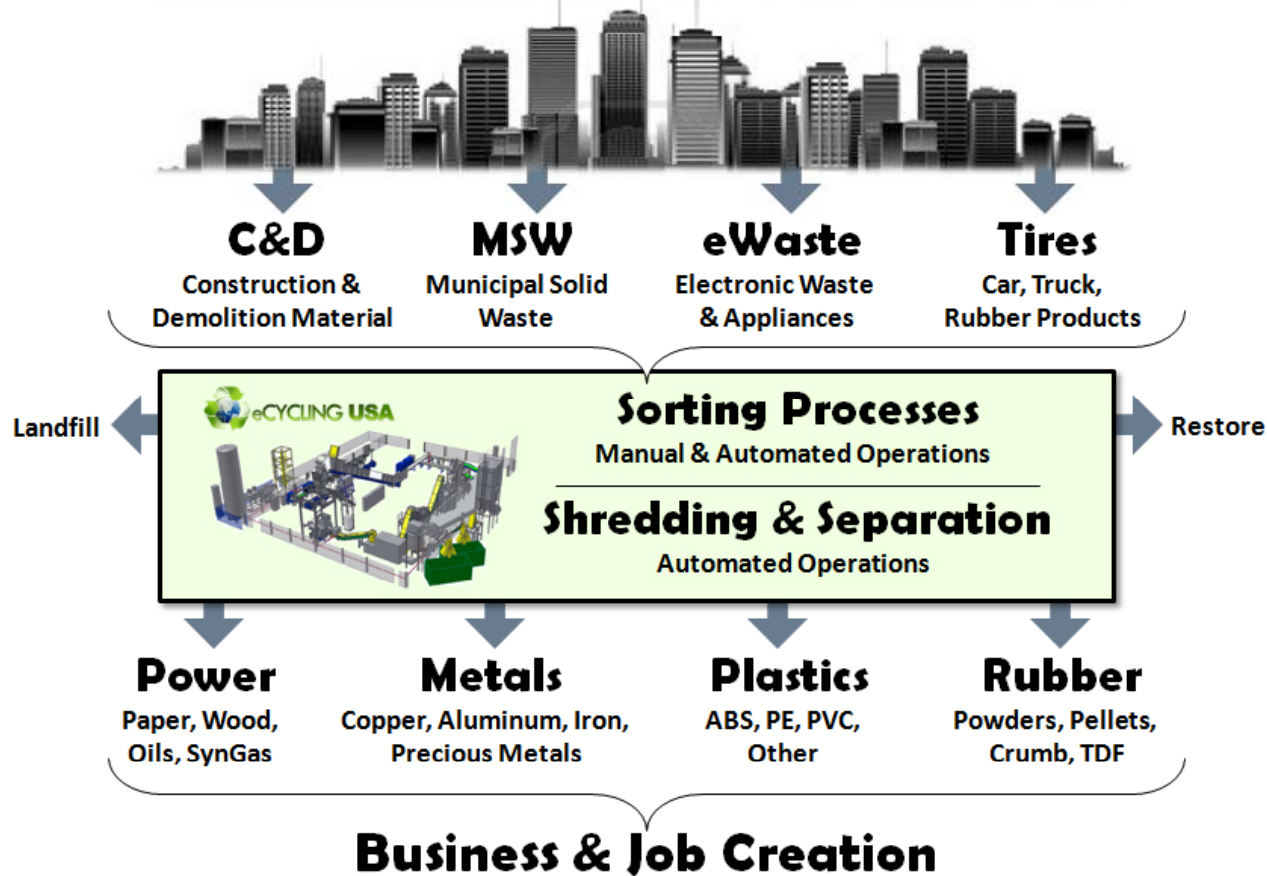 C&D
Construction &
Demolition Material
MSW
Municipal Solid
Waste
eWaste
Electronic Waste
& Appliances
Tires
Car, Truck,
Rubber Products
Landfill
eCYCLING USA
Sorting Processes
Manual & Automated Operations
Shredding & Separation
Automated Operations
Restore
Power
Paper, Wood,
Oils, SynGas
Metals
Copper, Aluminum, Iron,
Precious Metals
Plastics
ABS, PE, PVC,
Other
Rubber
Powders, Pellets,
Crumb, TDF
Business & Job Creation